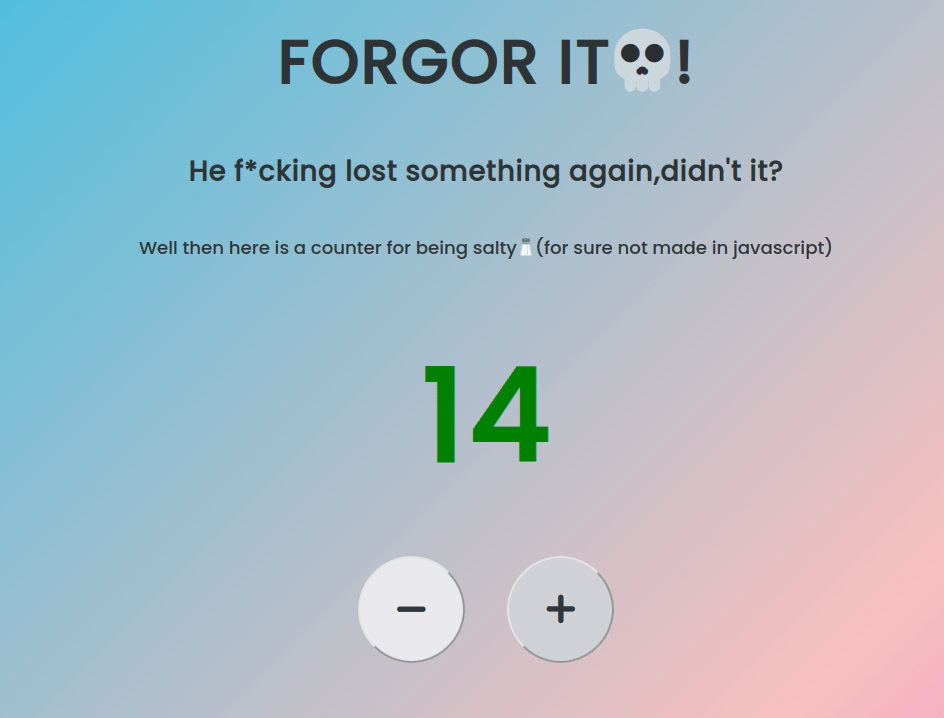 FORGOR IT💀!
He f*cking lost something again,didn't it?
Well then here is a counter for being salty🧂(for sure not made in javascript)
14
− +